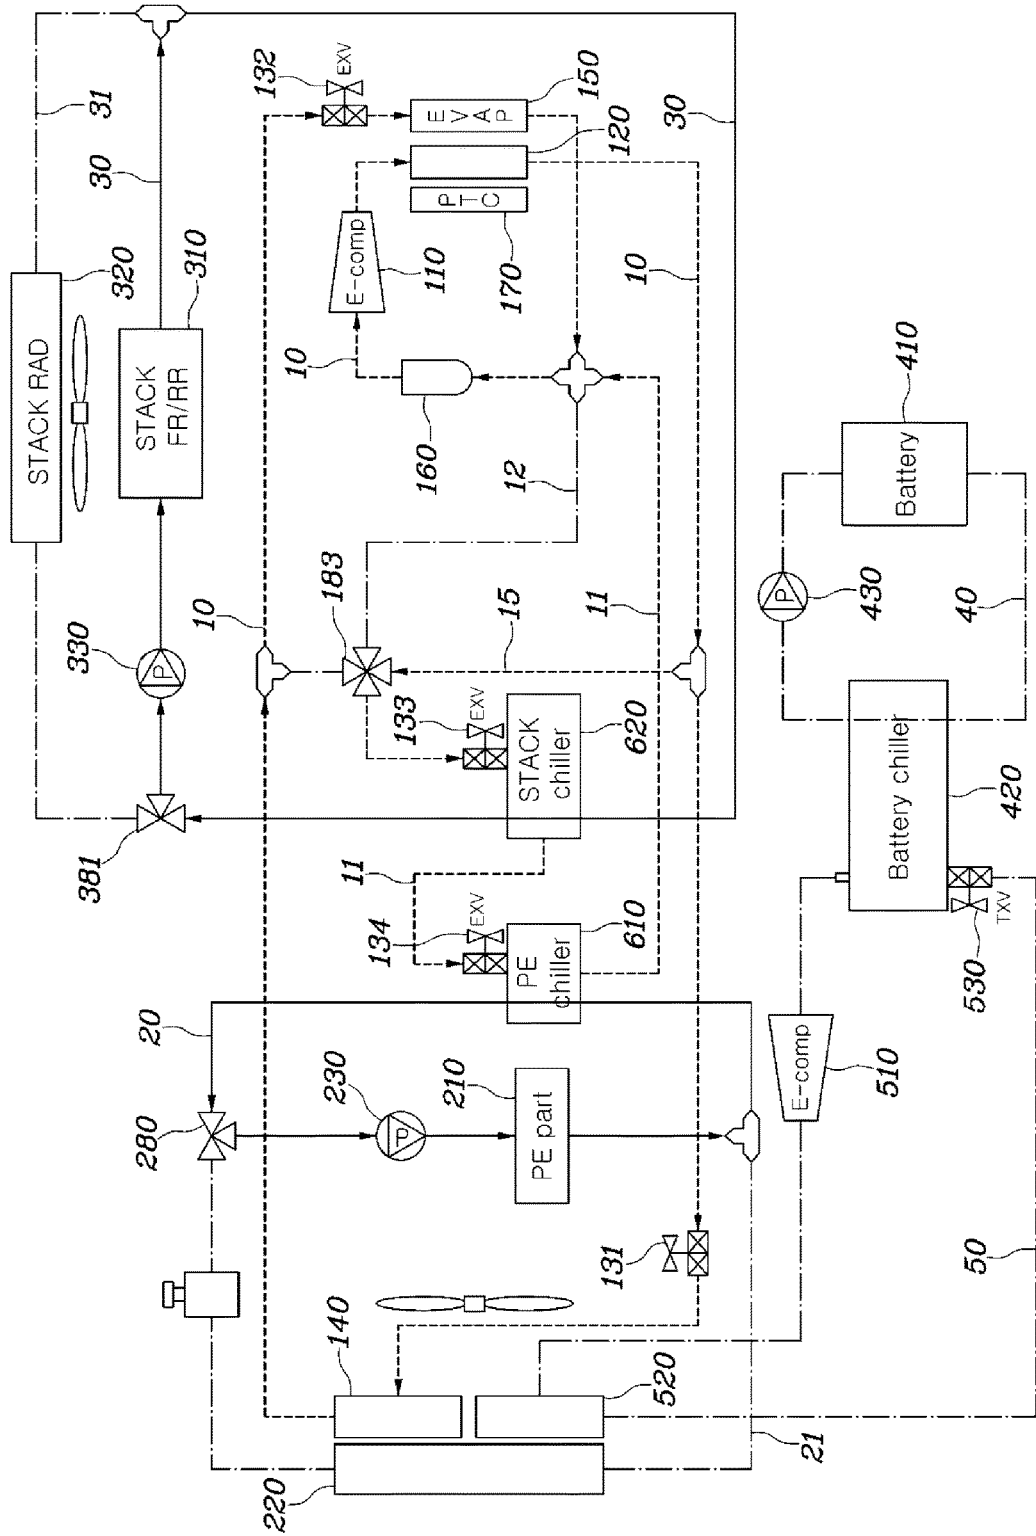 STACK RAD
31
30
320
330
381
STACK
FR/RR
310
P
280
20
10
132
EXV
220
140
230
P
183
10
E-comp
110
11
134
EXV
133
EXV
160
P
T
C
E
V
A
P
170
150
120
210
PE part
PE
chiller
610
STACK
chiller
620
12
15
11
10
30
131
520
21
E-comp
510
P
430
Battery chiller
420
Battery
410
40
530
TXV
50